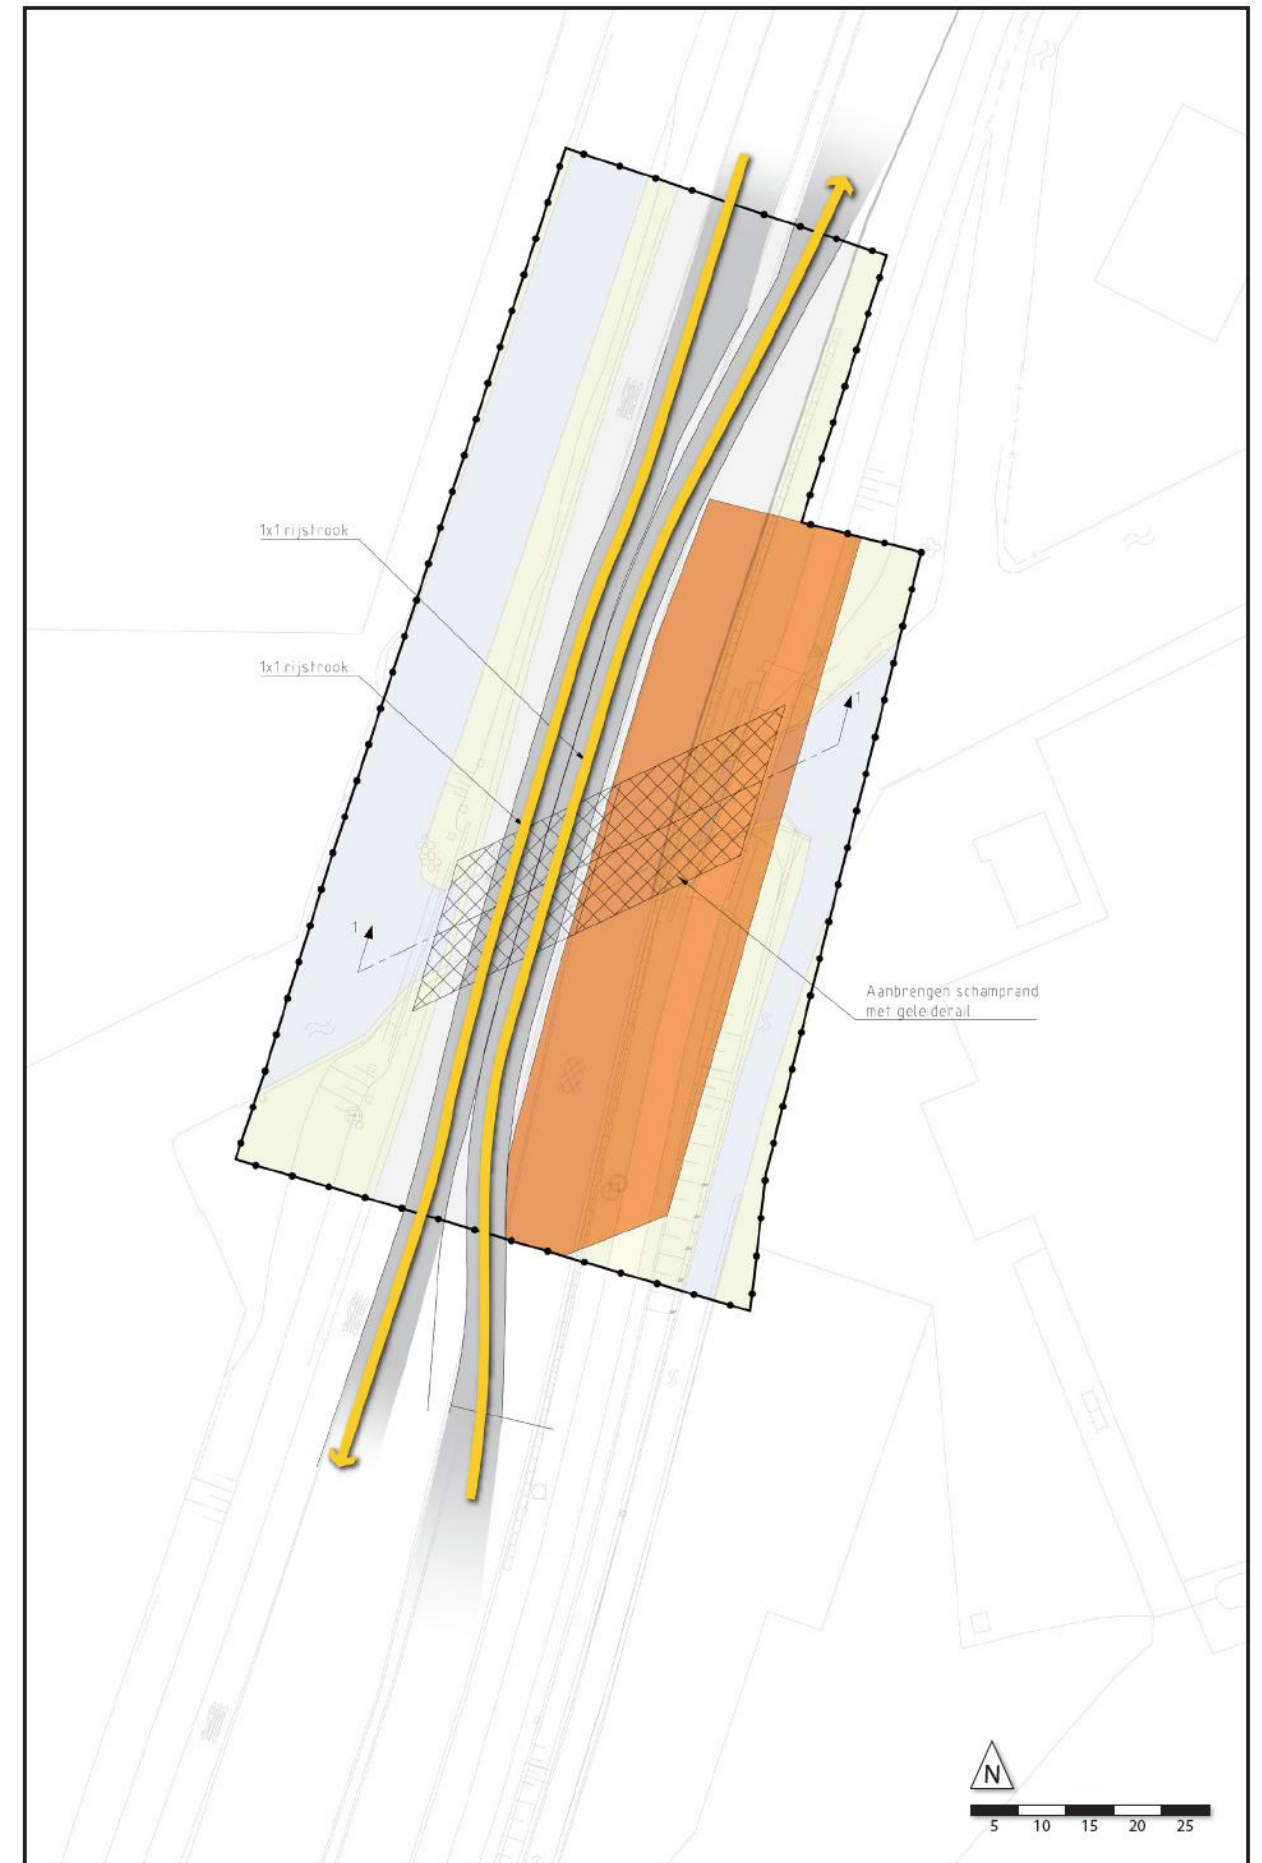 1x1 rijstrook
1x1 rijstrook
1
1
Aanbrengen schamprand
met geleiderail
N
5 10 15 20 25